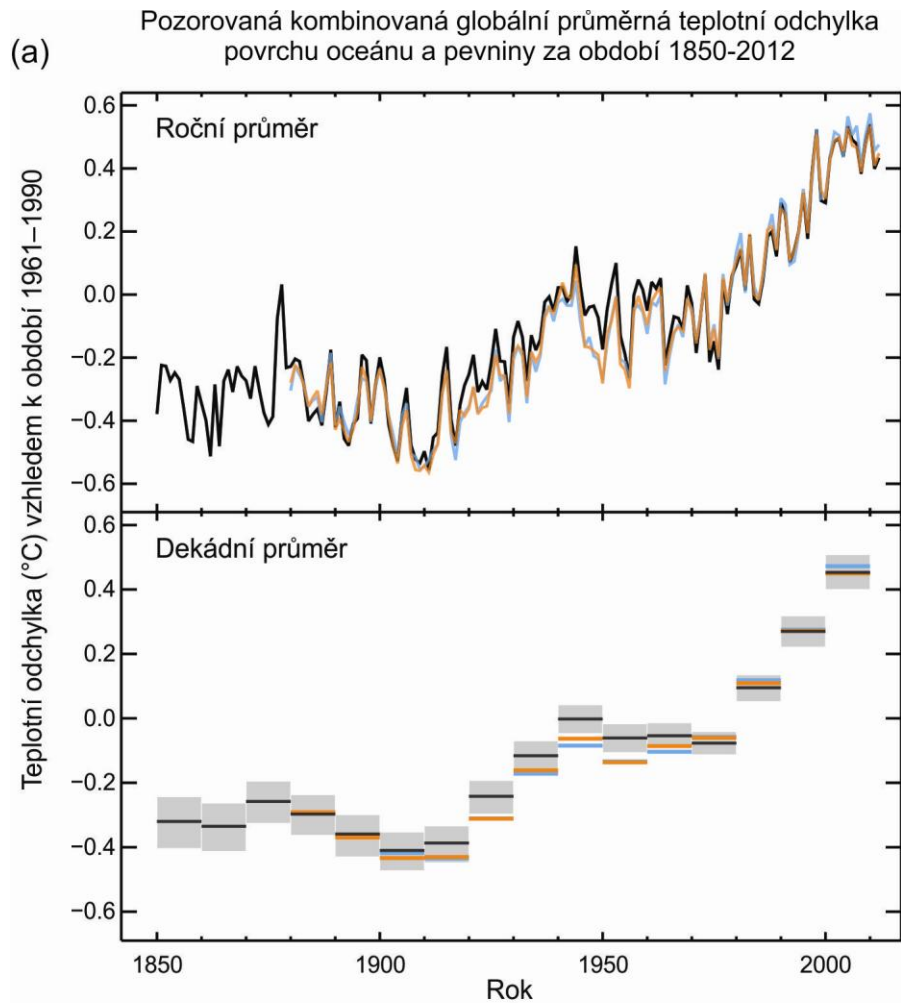 (a)
Pozorovaná kombinovaná globální průměrná teplotní odchylka
povrchu oceánu a pevniny za období 1850-2012
Teplotní odchylka (°C) vzhledem k období 1961–1990
Roční průměr
0.6
0.4
0.2
0.0
−0.2
−0.4
−0.6
Dekádní průměr
0.6
0.4
0.2
0.0
−0.2
−0.4
−0.6
1850
1900
1950
2000
Rok